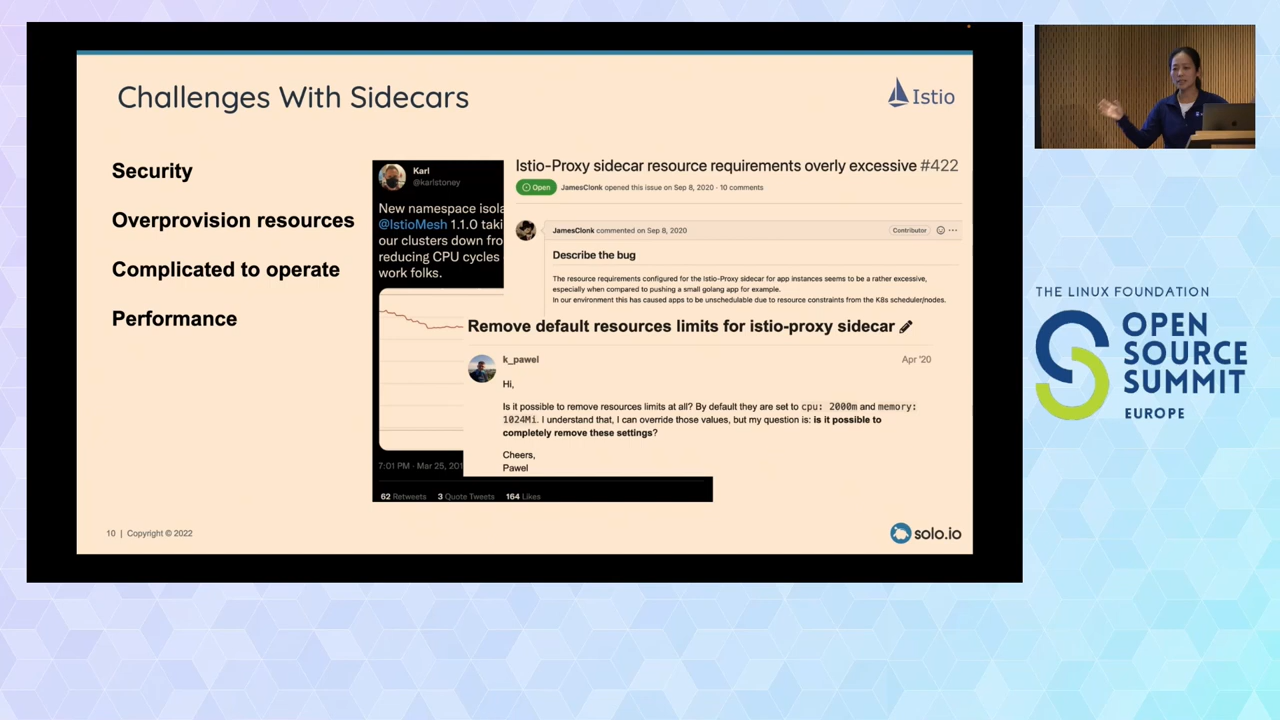 Challenges With Sidecars
Istio
Security
Overprovision resources
Complicated to operate
Performance
Karl
@karlstoney
New namespace isola
@IstioMesh 1.1.0 taki
our clusters down fro
reducing CPU cycles
work folks.
7:01 PM · Mar 25, 201
62 Retweets 3 Quote Tweets 164 Likes
Istio-Proxy sidecar resource requirements overly excessive #422
Open JamesClonk opened this issue on Sep 8, 2020 · 10 comments
JamesClonk commented on Sep 8, 2020 Contributor
Describe the bug
The resource requirements configured for the Istio-Proxy sidecar for app instances seems to be a rather excessive,
especially when compared to pushing a small golang app for example.
In our environment this has caused apps to be unschedulable due to resource constraints from the K8s scheduler/nodes.
Remove default resources limits for istio-proxy sidecar
k_pawel Apr '20
Hi,
Is it possible to remove resources limits at all? By default they are set to cpu: 2000m and memory:
1024Mi. I understand that, I can override those values, but my question is: is it possible to
completely remove these settings?
Cheers,
Pawel
10 | Copyright © 2022
solo.io
THE LINUX FOUNDATION
OPEN
SOURCE
SUMMIT
EUROPE